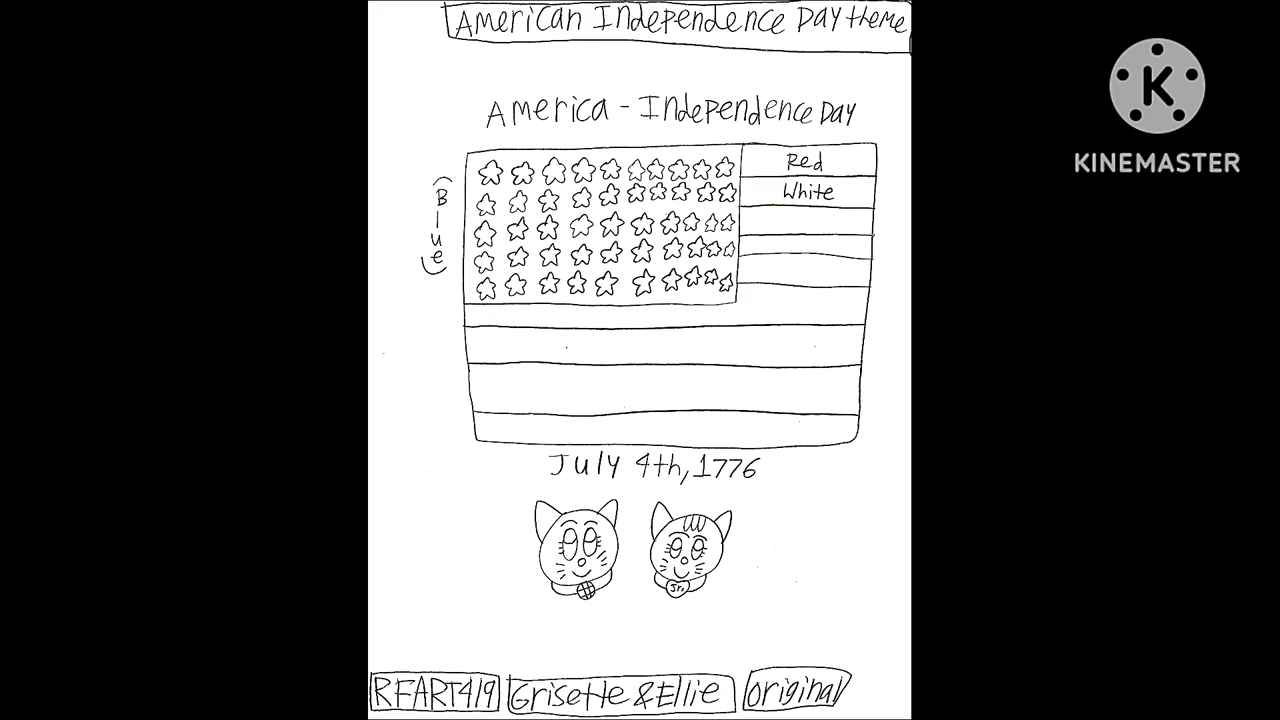 American Independence Day theme
America - Independence Day
Red
White
Blue
July 4th, 1776
Jr.
RFART419
Grisette & Ellie
original
KINEMASTER